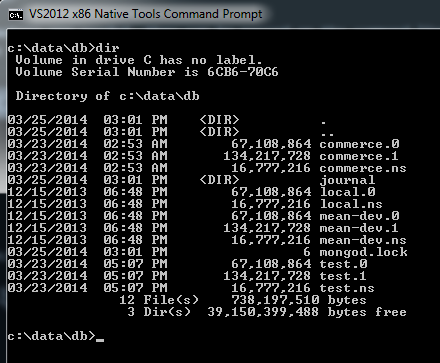 VS2012 x86 Native Tools Command Prompt
c:\data\db>dir
 Volume in drive C has no label.
 Volume Serial Number is 6CB6-70C6
 Directory of c:\data\db
03/25/2014  03:01 PM    <DIR>          .
03/25/2014  03:01 PM    <DIR>          ..
03/23/2014  02:53 AM        67,108,864 commerce.0
03/23/2014  02:53 AM       134,217,728 commerce.1
03/23/2014  02:53 AM        16,777,216 commerce.ns
03/25/2014  03:01 PM    <DIR>          journal
12/15/2013  06:48 PM        67,108,864 local.0
12/15/2013  06:48 PM        16,777,216 local.ns
12/15/2013  06:48 PM        67,108,864 mean-dev.0
12/15/2013  06:48 PM       134,217,728 mean-dev.1
12/15/2013  06:48 PM        16,777,216 mean-dev.ns
03/25/2014  03:01 PM                 6 mongod.lock
03/23/2014  05:07 PM        67,108,864 test.0
03/23/2014  05:07 PM       134,217,728 test.1
03/23/2014  05:07 PM        16,777,216 test.ns
              12 File(s)    738,197,510 bytes
               3 Dir(s)  39,150,399,488 bytes free
c:\data\db>_